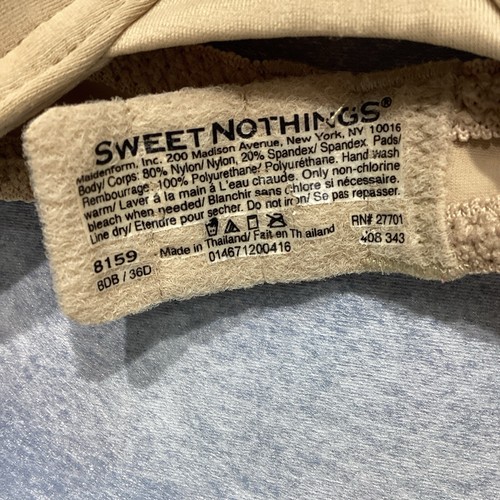 SWEET NOTHINGS®
Maidenform, Inc. 200 Madison Avenue, New York, NY 10016
Body/ Corps: 80% Nylon/ Nylon, 20% Spandex/ Spandex. Pads/
Rembourrage: 100% Polyurethane/ Polyuréthane. Hand wash
warm/ Laver à la main à L'eau chaude. Only non-chlorine
bleach when needed/ Blanchir sans chlore si nécessaire.
Line dry/ Etendre pour secher. Do not iron/ Se pas repasser.
8159
8DB / 36D
Made in Thailand/ Fait en Thailand
014671200416
RN# 27701
408 343